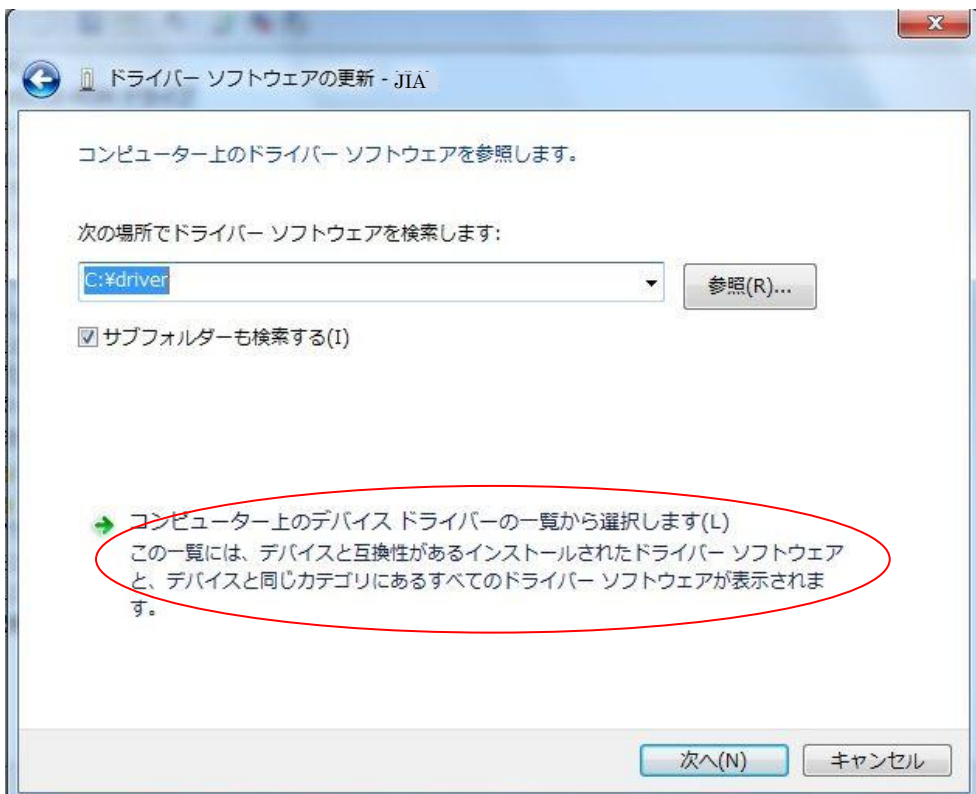 ドライバー ソフトウェアの更新 - JIA
コンピューター上のドライバー ソフトウェアを参照します。
次の場所でドライバー ソフトウェアを検索します:
C:¥driver
参照(R)...
サブフォルダーも検索する(I)
コンピューター上のデバイス ドライバーの一覧から選択します(L)
この一覧には、デバイスと互換性があるインストールされたドライバー ソフトウェア
と、デバイスと同じカテゴリにあるすべてのドライバー ソフトウェアが表示されま
す。
次へ(N)
キャンセル